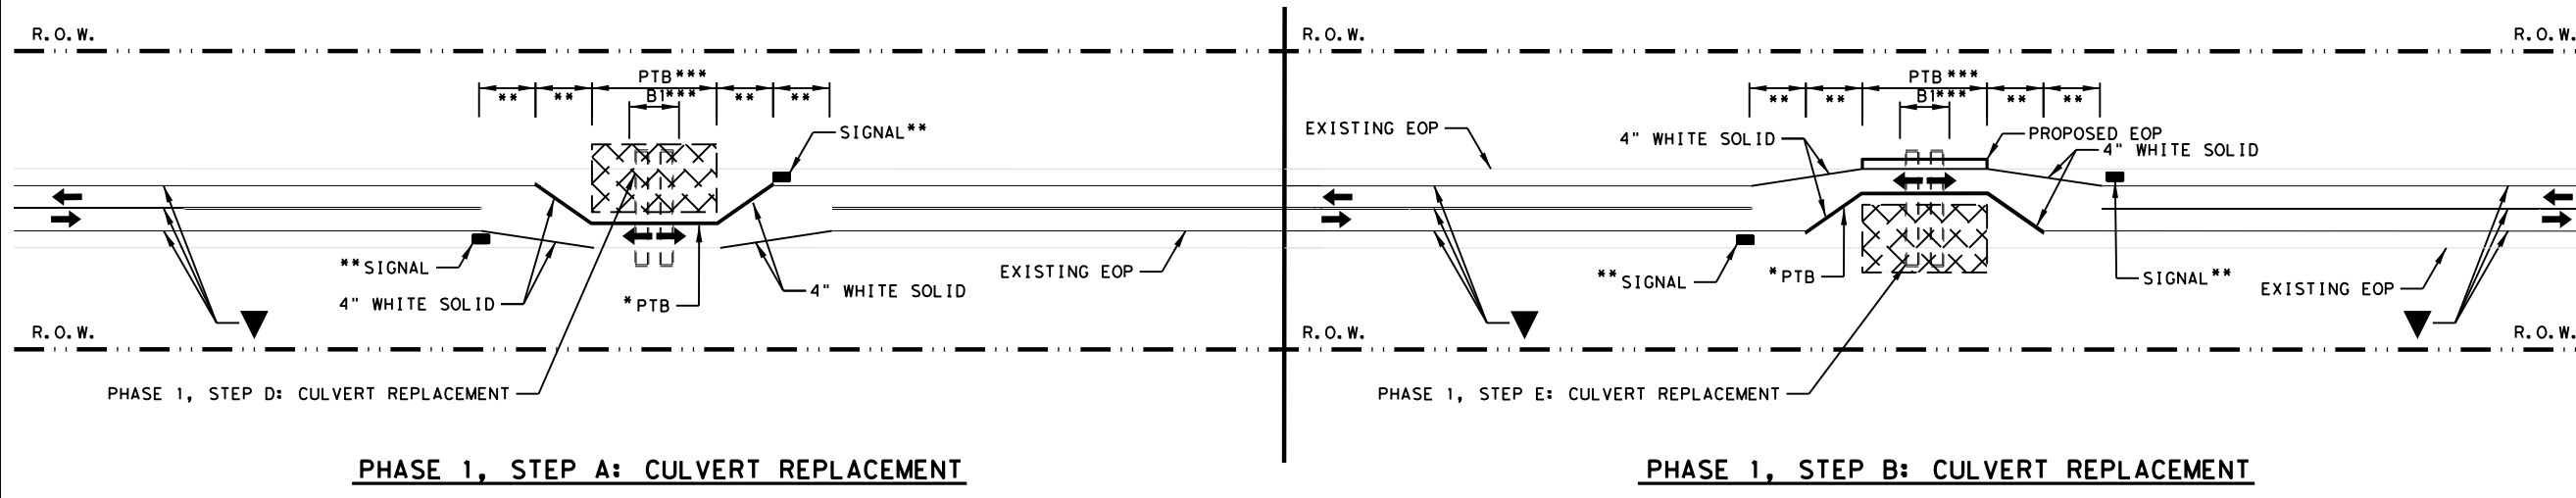 R.O.W.
R.O.W.
R.O.W.
PTB***
** ** ** **
B1***
SIGNAL**
**SIGNAL
4" WHITE SOLID
*PTB
4" WHITE SOLID
EXISTING EOP
R.O.W.
PHASE 1, STEP D: CULVERT REPLACEMENT
PHASE 1, STEP A: CULVERT REPLACEMENT
PTB***
** ** ** **
B1***
EXISTING EOP
4" WHITE SOLID
PROPOSED EOP
4" WHITE SOLID
**SIGNAL
*PTB
SIGNAL**
EXISTING EOP
R.O.W.
R.O.W.
PHASE 1, STEP E: CULVERT REPLACEMENT
PHASE 1, STEP B: CULVERT REPLACEMENT